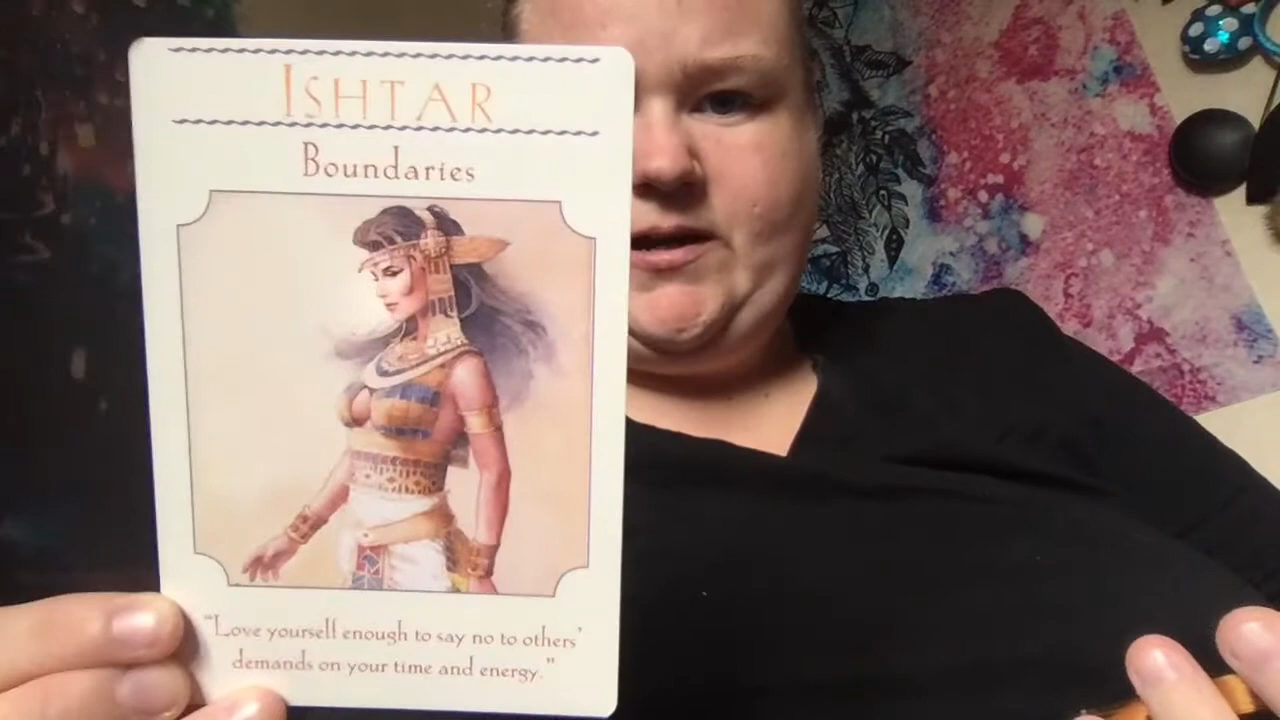 ISHTAR
Boundaries
"Love yourself enough to say no to others'
demands on your time and energy."